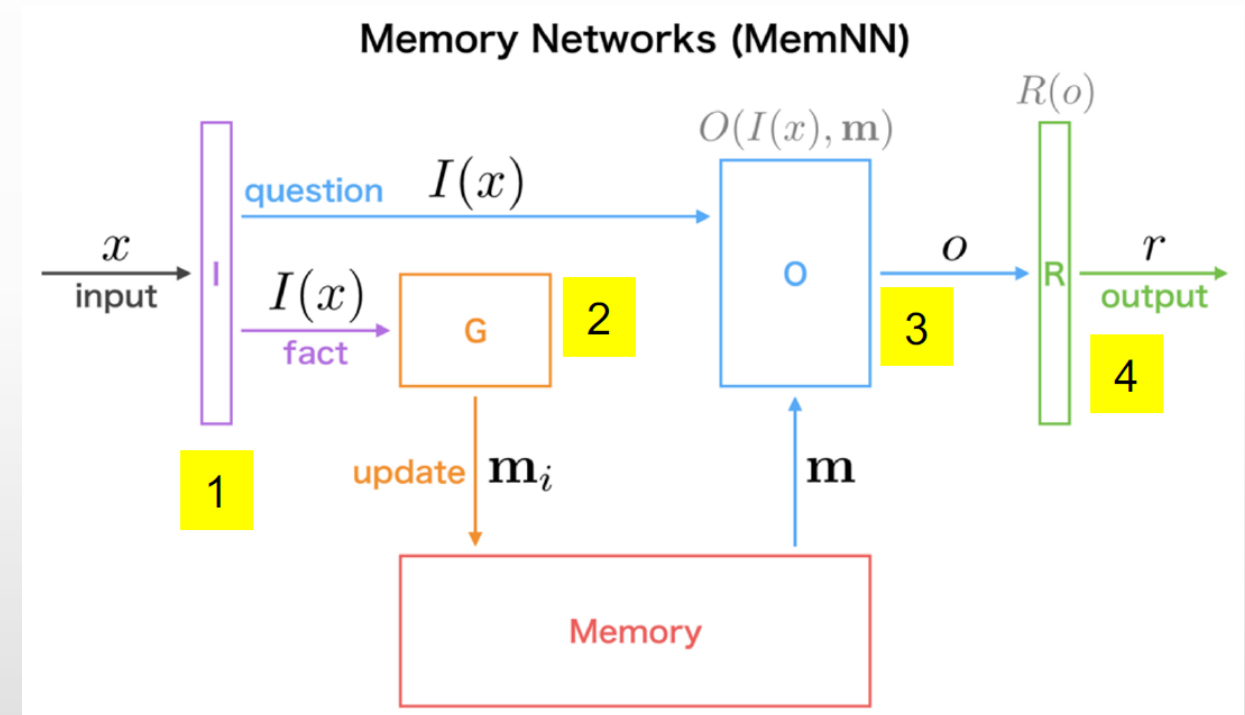 Memory Networks (MemNN)
R(o)
O(I(x), m)
question I(x)
x
input
I
I(x)
fact
G
2
O
o
3
R
r
output
4
1
update m_i
m
Memory